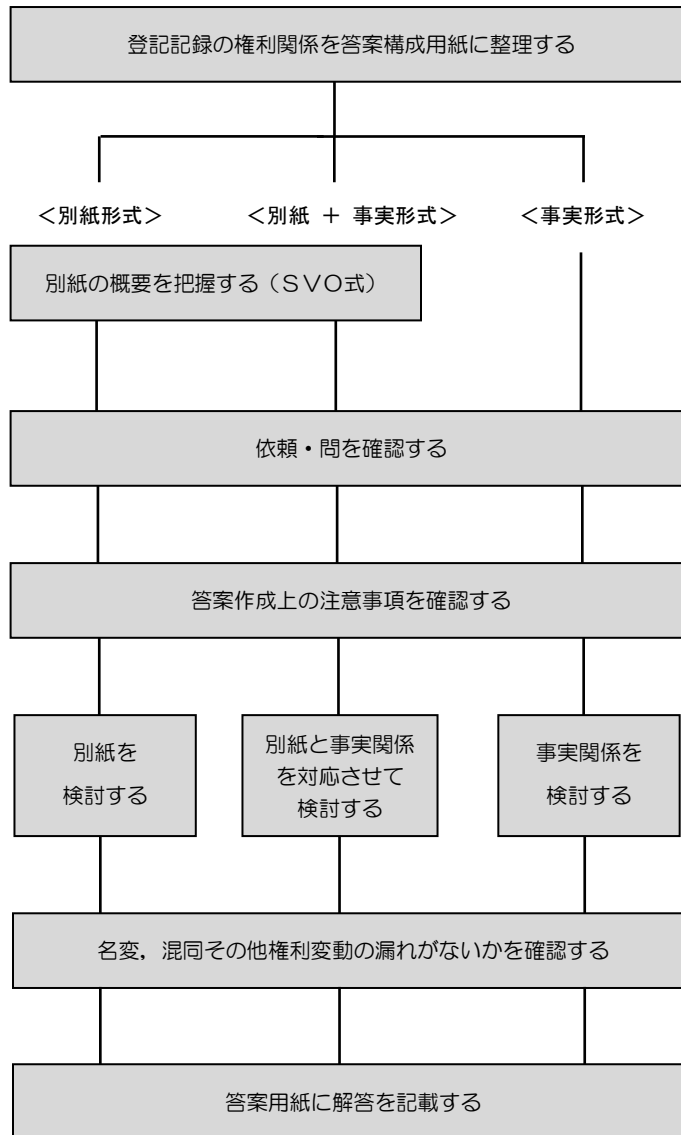 登記記録の権利関係を答案構成用紙に整理する
＜別紙形式＞
＜別紙 ＋ 事実形式＞
＜事実形式＞
別紙の概要を把握する（ＳＶＯ式）
依頼・問を確認する
答案作成上の注意事項を確認する
別紙を
検討する
別紙と事実関係
を対応させて
検討する
事実関係を
検討する
名変，混同その他権利変動の漏れがないかを確認する
答案用紙に解答を記載する